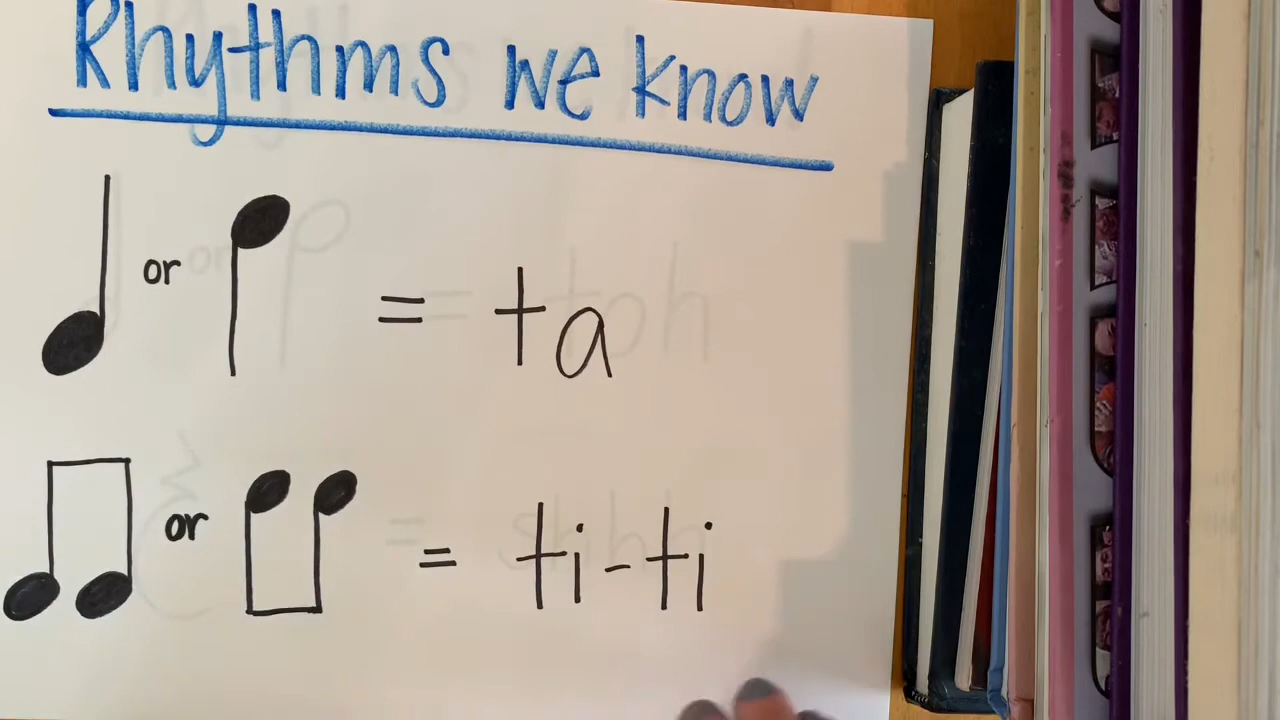 Rhythms we know
or = ta
or = ti-ti